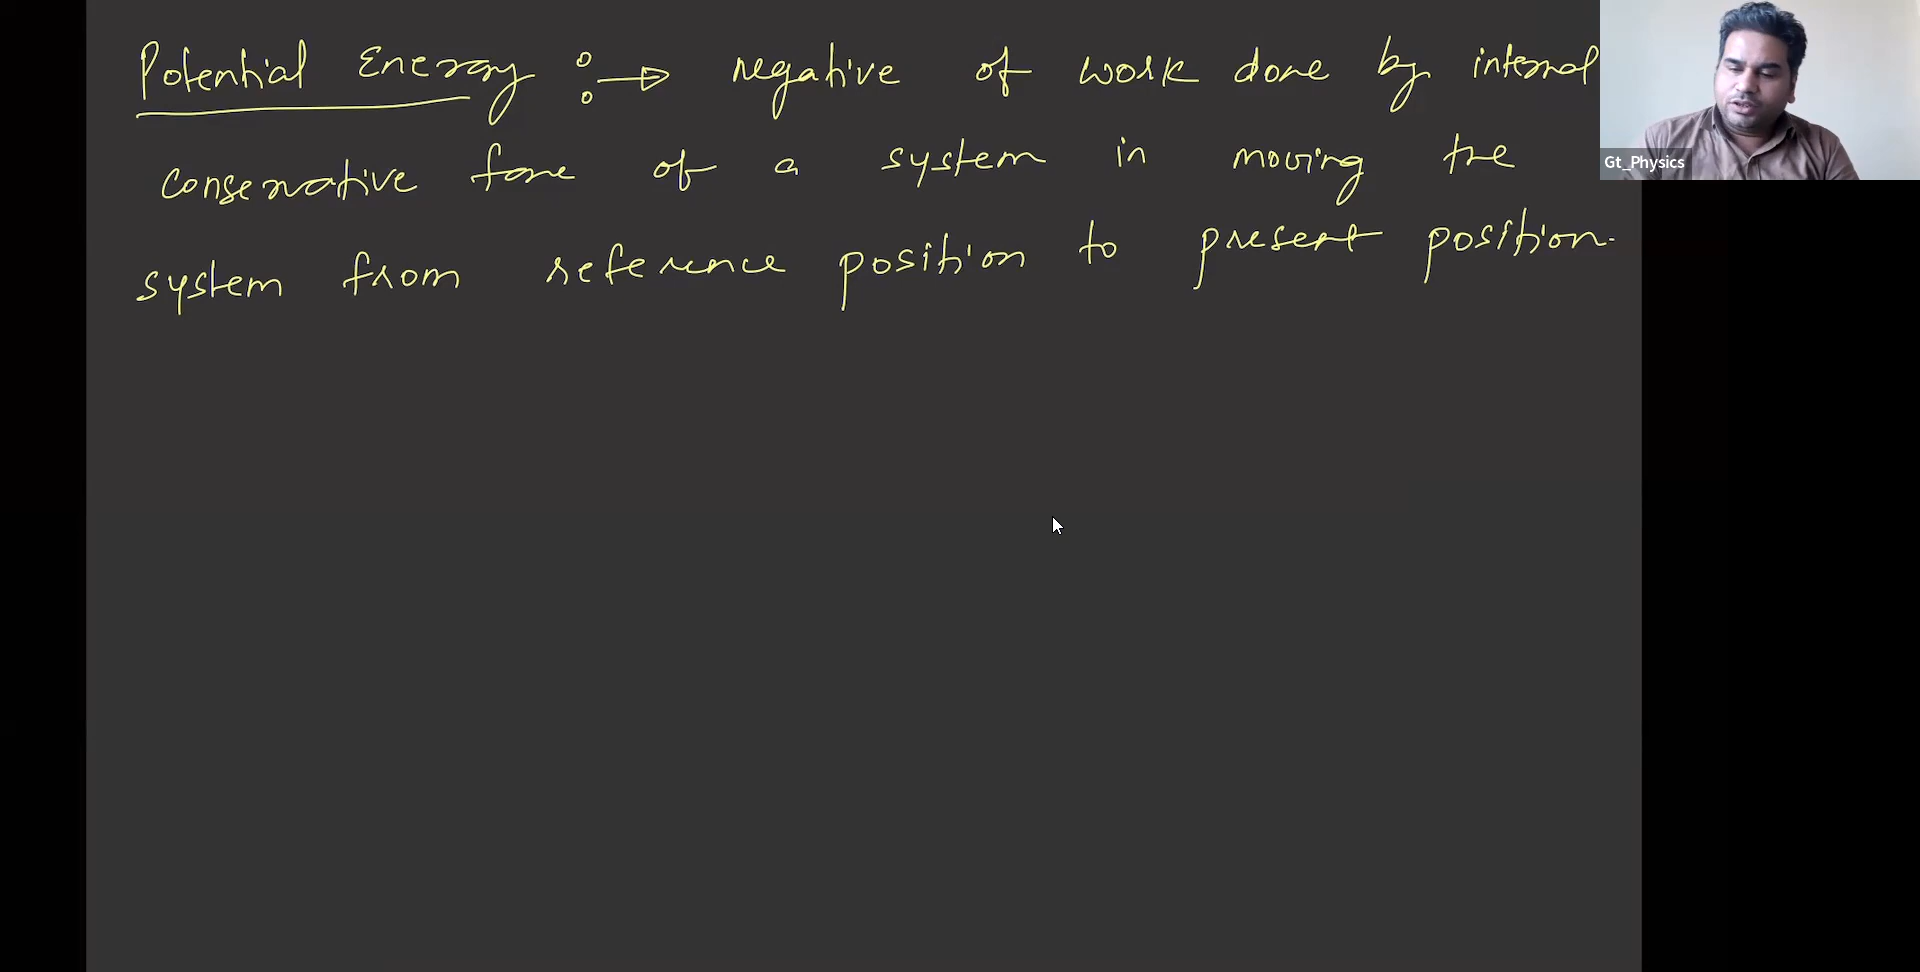 Potential Energy :→ negative of work done by internal
conservative force of a system in moving the
system from reference position to present position.
Gt_Physics